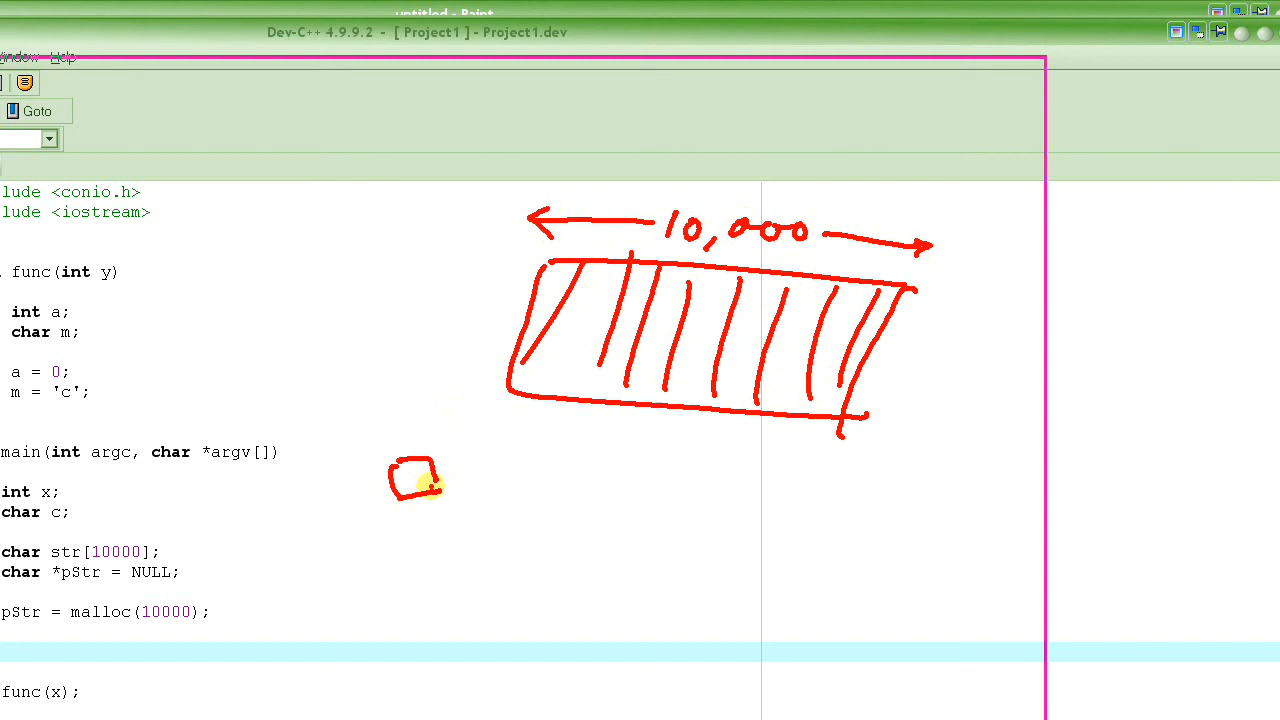 untitled - Paint
Dev-C++ 4.9.9.2 - [ Project1 ] - Project1.dev
Help
Goto
lude <conio.h>
lude <iostream>
10,000
func(int y)
int a;
char m;
a = 0;
m = 'c';
main(int argc, char *argv[])
int x;
char c;
char str[10000];
char *pStr = NULL;
pStr = malloc(10000);
func(x);